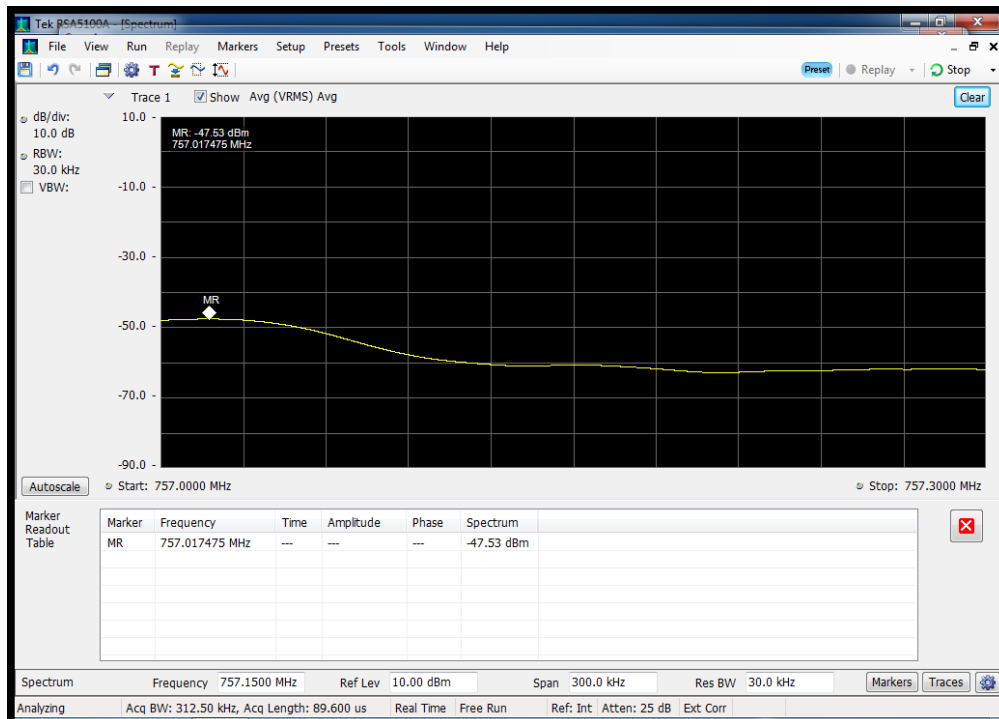 Tek RSA5100A - [Spectrum]
File View Run Replay Markers Setup Presets Tools Window Help
T
Preset Replay Stop
Trace 1 Show Avg (VRMS) Avg Clear
dB/div:
10.0 dB
RBW:
30.0 kHz
VBW:
10.0
-10.0
-30.0
-50.0
-70.0
-90.0
MR: -47.53 dBm
757.017475 MHz
MR
Autoscale Start: 757.0000 MHz Stop: 757.3000 MHz
Marker
Readout
Table
Marker Frequency Time Amplitude Phase Spectrum
MR 757.017475 MHz --- --- --- -47.53 dBm
Spectrum Frequency 757.1500 MHz Ref Lev 10.00 dBm Span 300.0 kHz Res BW 30.0 kHz Markers Traces
Analyzing Acq BW: 312.50 kHz, Acq Length: 89.600 us Real Time Free Run Ref: Int Atten: 25 dB Ext Corr